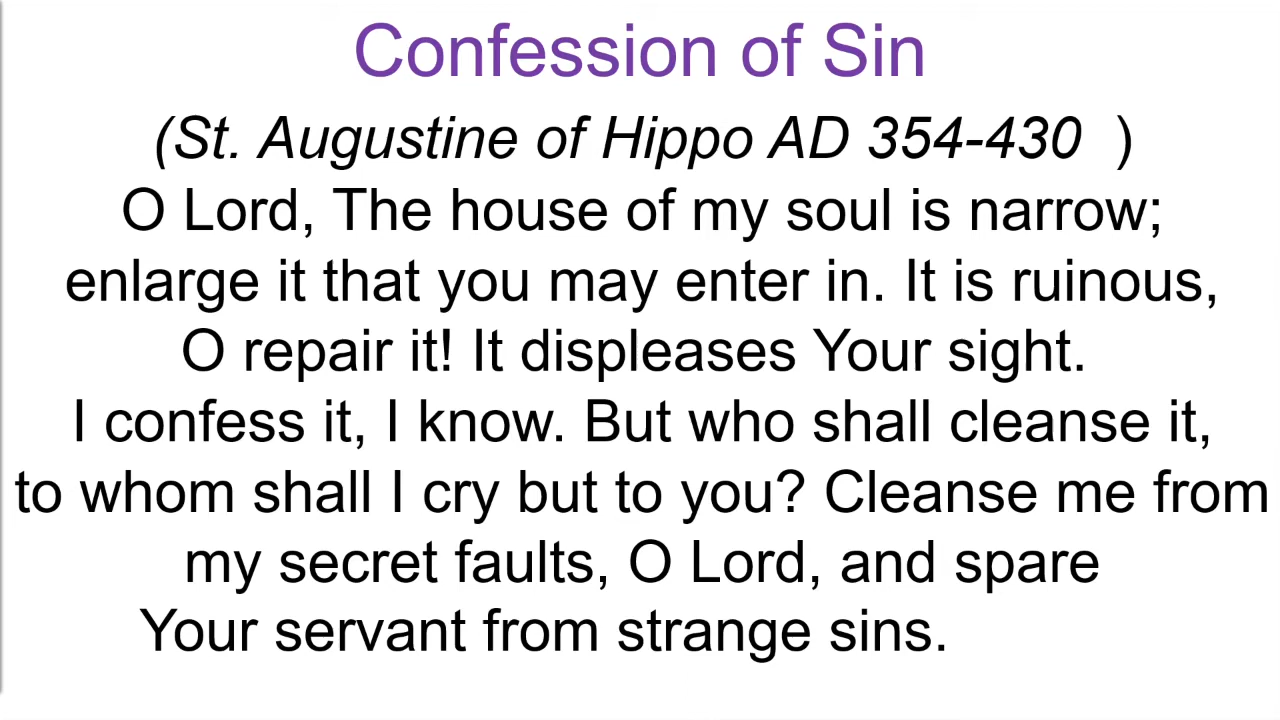 Confession of Sin
(St. Augustine of Hippo AD 354-430 )
O Lord, The house of my soul is narrow;
enlarge it that you may enter in. It is ruinous,
O repair it! It displeases Your sight.
I confess it, I know. But who shall cleanse it,
to whom shall I cry but to you? Cleanse me from
my secret faults, O Lord, and spare
Your servant from strange sins.